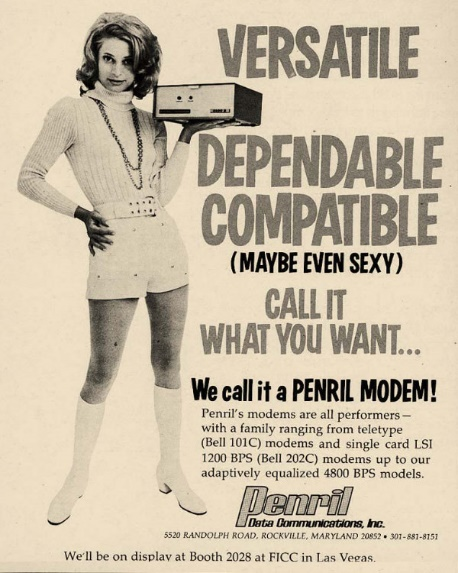 VERSATILE
DEPENDABLE
COMPATIBLE
(MAYBE EVEN SEXY)
CALL IT
WHAT YOU WANT...
We call it a PENRIL MODEM!
Penril's modems are all performers—
with a family ranging from teletype
(Bell 101C) modems and single card LSI
1200 BPS (Bell 202C) modems up to our
adaptively equalized 4800 BPS models.
Penril
Data Communications, Inc.
5520 RANDOLPH ROAD, ROCKVILLE, MARYLAND 20852 • 301-881-8151
We'll be on display at Booth 2028 at FICC in Las Vegas.